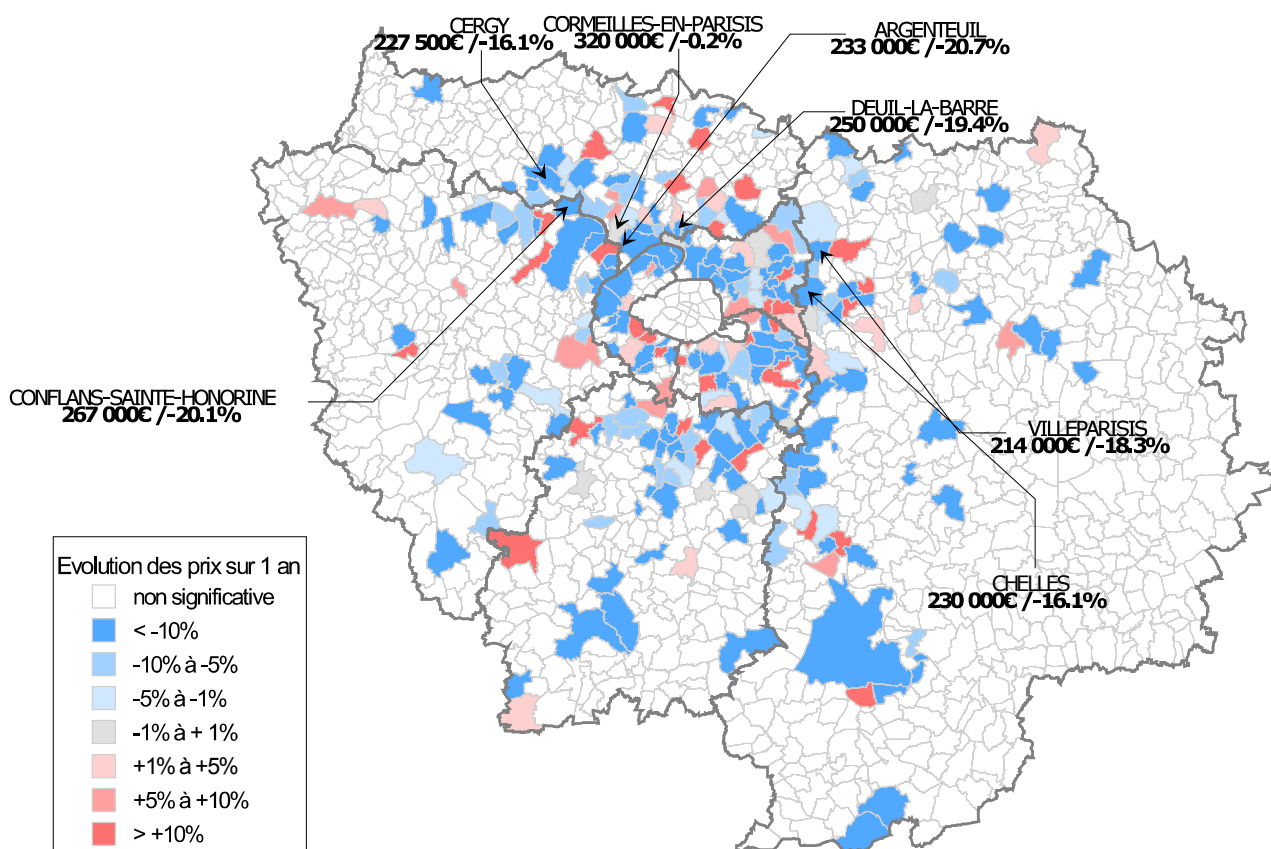 CERGY
227 500€ /-16.1%
CORMEILLES-EN-PARISIS
320 000€ /-0.2%
ARGENTEUIL
233 000€ /-20.7%
DEUIL-LA-BARRE
250 000€ /-19.4%
CONFLANS-SAINTE-HONORINE
267 000€ /-20.1%
VILLEPARISIS
214 000€ /-18.3%
CHELLES
230 000€ /-16.1%
Evolution des prix sur 1 an
non significative
< -10%
-10% à -5%
-5% à -1%
-1% à + 1%
+1% à +5%
+5% à +10%
> +10%